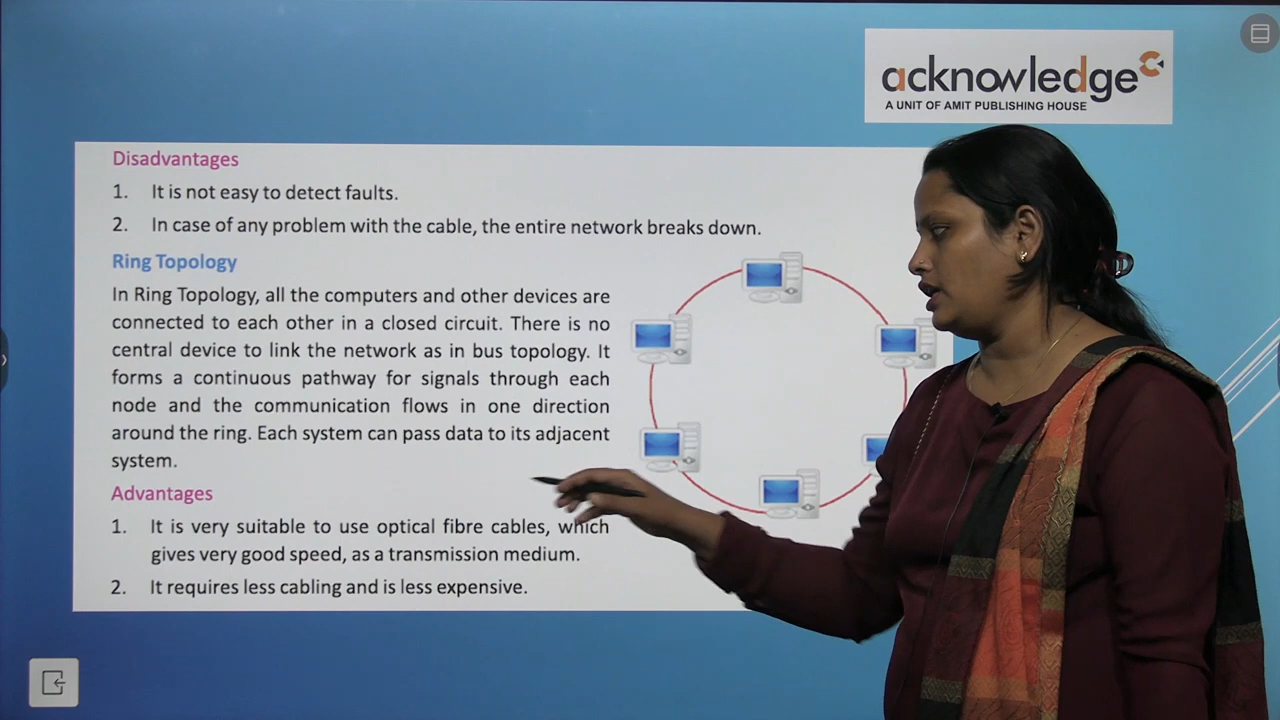 acknowledge
A UNIT OF AMIT PUBLISHING HOUSE
Disadvantages
1. It is not easy to detect faults.
2. In case of any problem with the cable, the entire network breaks down.
Ring Topology
In Ring Topology, all the computers and other devices are
connected to each other in a closed circuit. There is no
central device to link the network as in bus topology. It
forms a continuous pathway for signals through each
node and the communication flows in one direction
around the ring. Each system can pass data to its adjacent
system.
Advantages
1. It is very suitable to use optical fibre cables, which
gives very good speed, as a transmission medium.
2. It requires less cabling and is less expensive.